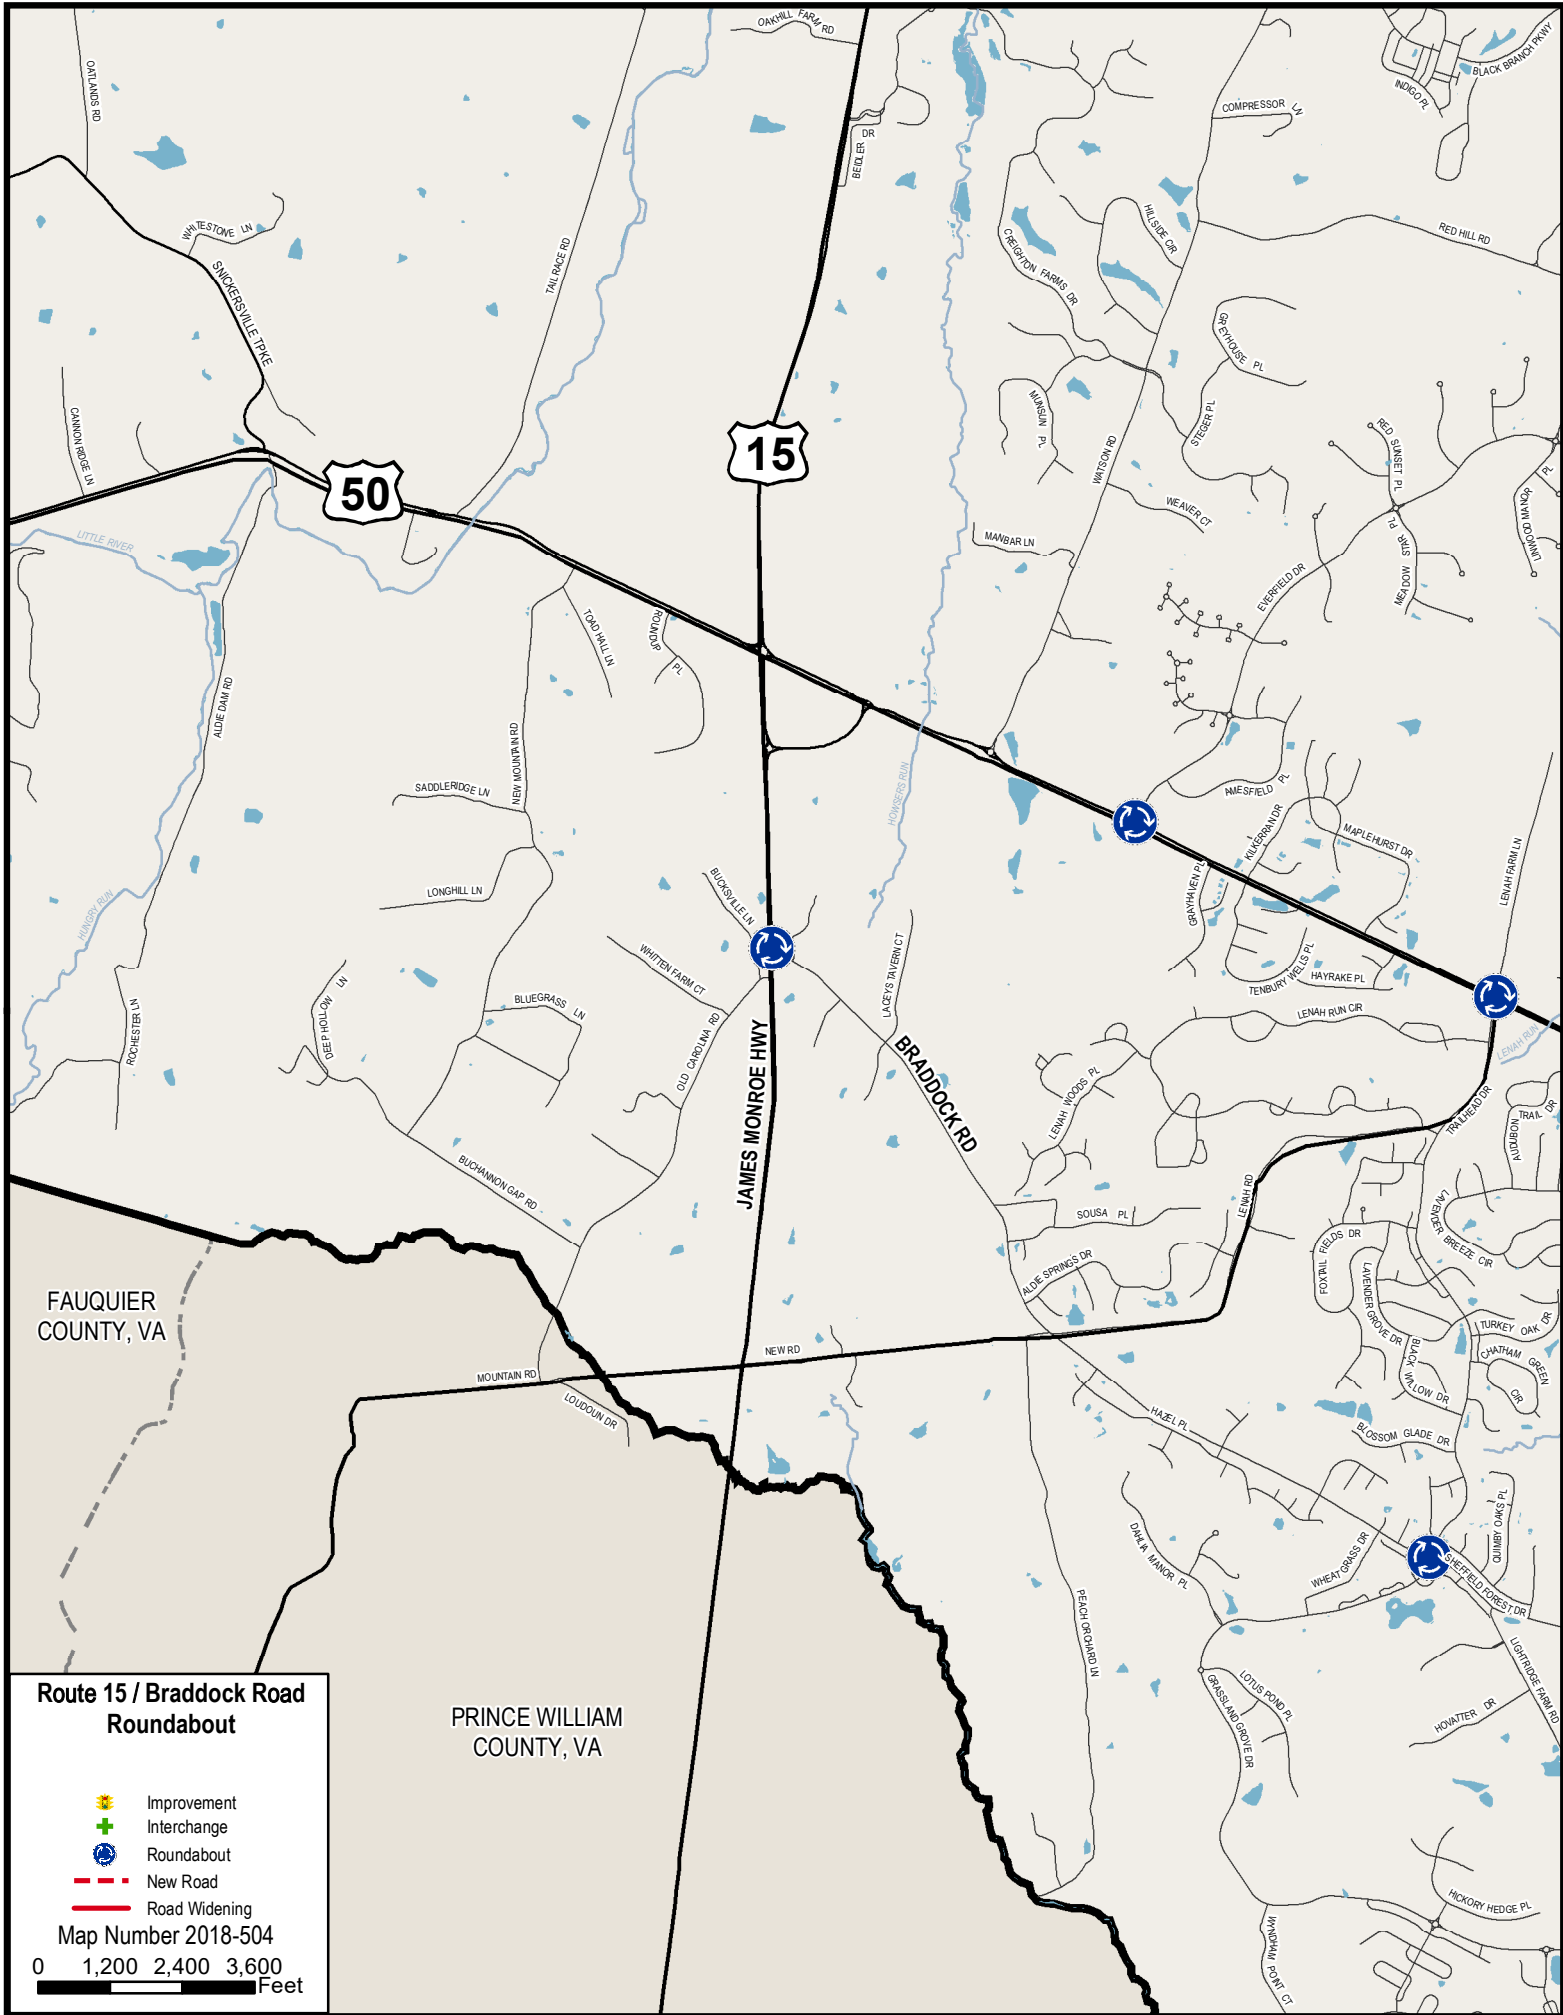 OAKHILL FARM RD
OATLANDS RD
BLACK BRANCH PKWY
INDIGO PL
COMPRESSOR LN
BEIDLER DR
WHITESTONE LN
HILLSIDE CIR
RED HILL RD
TAIL RACE RD
CREIGHTON FARMS DR
SNICKERSVILLE TPKE
GREYHOUSE PL
CANNON RIDGE LN
MUNSUN PL
STEGER PL
RED SUNSET PL
15
WATSON RD
50
LINWOOD MANOR PL
WEAVER CT
LITTLE RIVER
MANBAR LN
MEADOW STAR PL
EVERFIELD DR
TOAD HALL LN
ROUNDUP PL
ALDIE DAM RD
NEW MOUNTAIN RD
SADDLERIDGE LN
HOWSERS RUN
AMESFIELD PL
KILKERRAN DR
MAPLEHURST DR
LENAH FARM LN
LONGHILL LN
BUCKSVILLE LN
GRAYHAVEN PL
HUNGRY RUN
WHITTEN FARM CT
LACEYS TAVERN CT
TENBURY WELLS PL
HAYRAKE PL
DEEP HOLLOW LN
BLUEGRASS LN
LENAH RUN CIR
ROCHESTER LN
OLD CAROLINA RD
LENAH RUN
BRADDOCK RD
JAMES MONROE HWY
LENAH WOODS PL
TRAILHEAD DR
AUDUBON TRAIL DR
BUCHANNON GAP RD
SOUSA PL
LENAH RD
LAVENDER BREEZE CIR
FOXTAIL FIELDS DR
ALDIE SPRINGS DR
LAVENDER GROVE DR
FAUQUIER
COUNTY, VA
TURKEY OAK DR
NEW RD
BLACK WILLOW DR
CHATHAM GREEN CIR
MOUNTAIN RD
LOUDOUN DR
HAZEL PL
BLOSSOM GLADE DR
QUIMBY OAKS PL
DAHLIA MANOR PL
WHEAT GRASS DR
SHEFFIELD FOREST DR
PEACH ORCHARD LN
LIGHTRIDGE FARM RD
LOTUS POND PL
GRASSLAND GROVE DR
HOVATTER DR
PRINCE WILLIAM
COUNTY, VA
HICKORY HEDGE PL
WYNDHAM POINT CT
Route 15 / Braddock Road
Roundabout
Improvement
Interchange
Roundabout
New Road
Road Widening
Map Number 2018-504
0 1,200 2,400 3,600
Feet